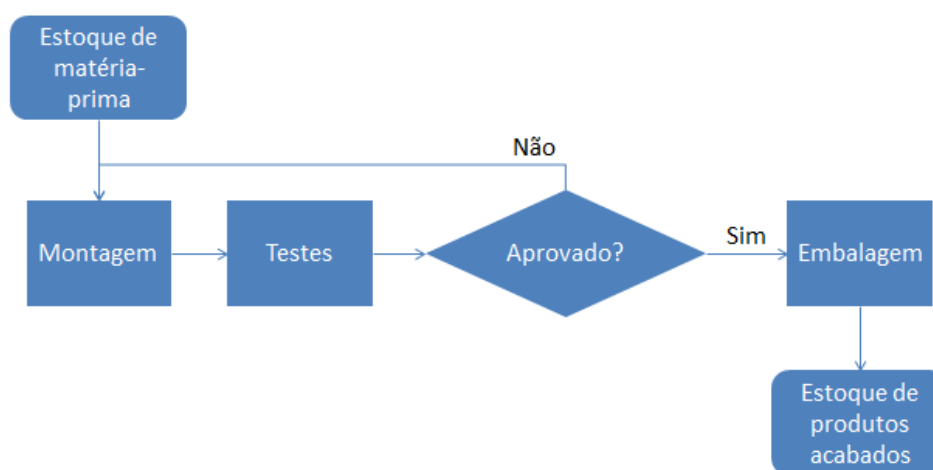 Estoque de
matéria-
prima
Não
Montagem
Testes
Aprovado?
Sim
Embalagem
Estoque de
produtos
acabados